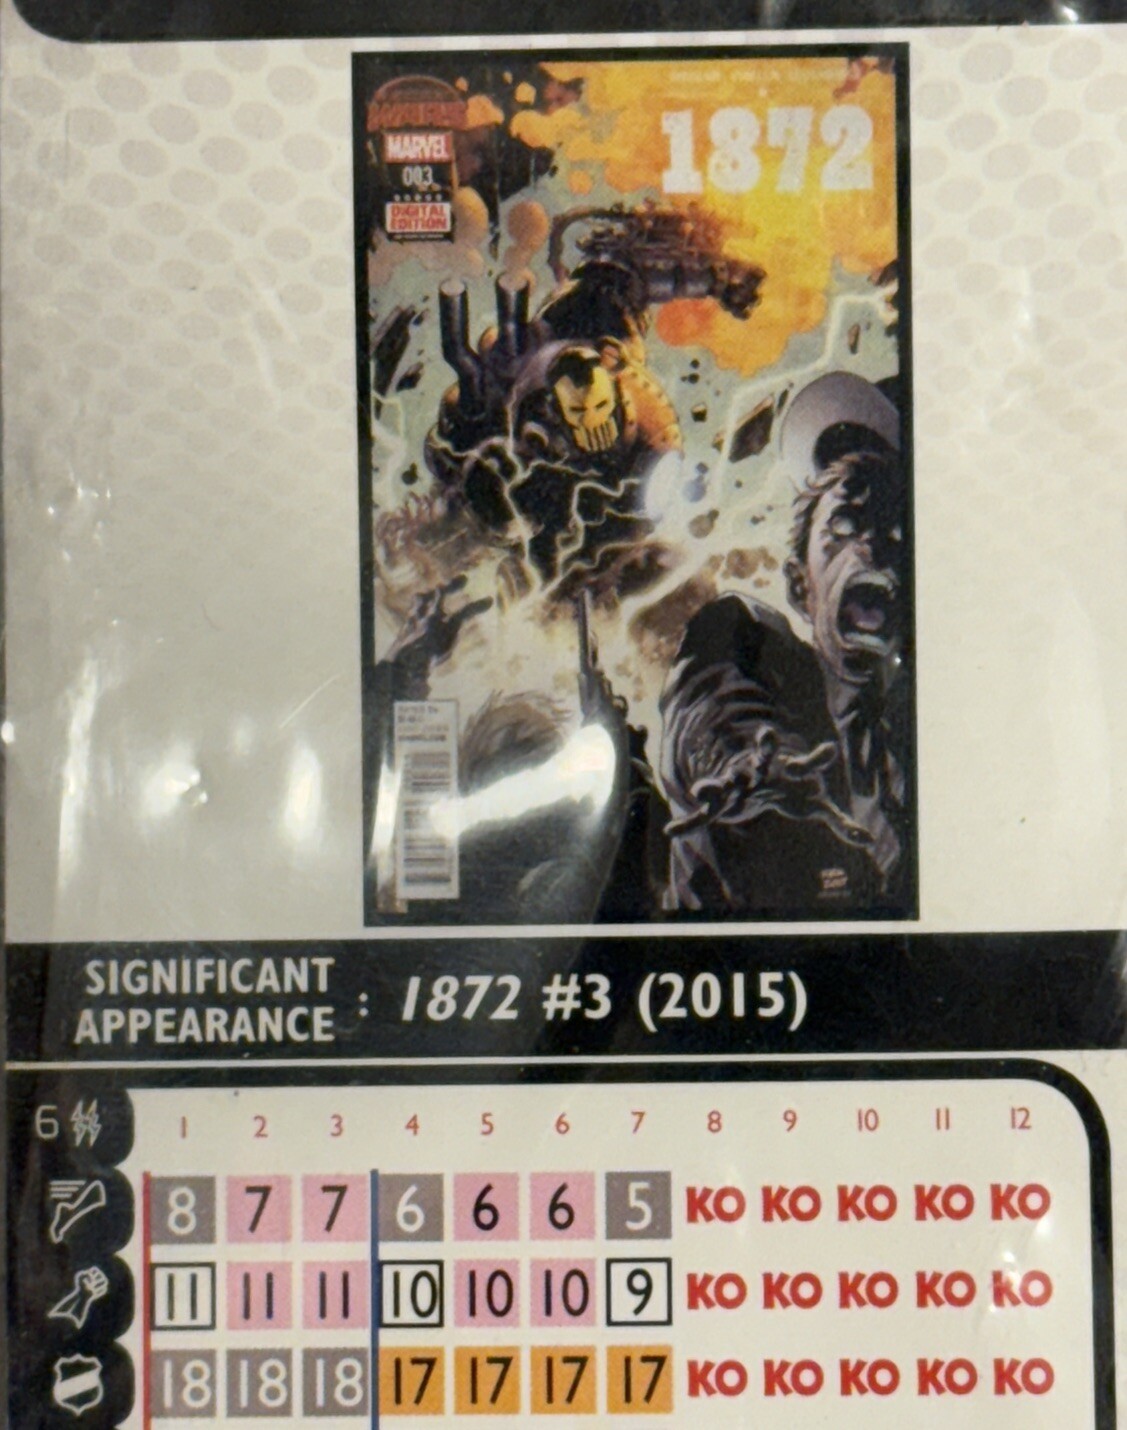 1872
MARVEL
003
DIGITAL
EDITION
SIGNIFICANT
APPEARANCE : 1872 #3 (2015)
6 1 2 3 4 5 6 7 8 9 10 11 12
8 7 7 6 6 6 5 KO KO KO KO KO
11 11 11 10 10 10 9 KO KO KO KO KO
18 18 18 17 17 17 17 KO KO KO KO KO